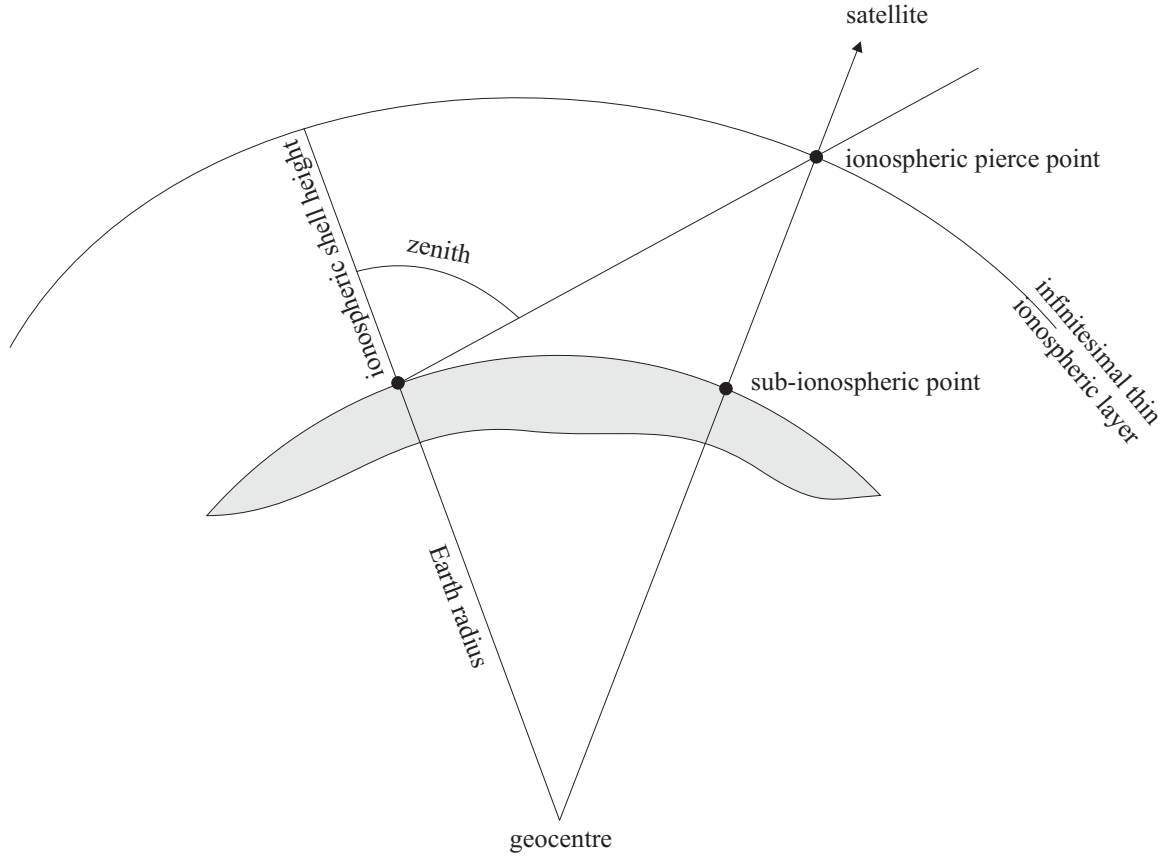 satellite
ionospheric pierce point
ionospheric shell height
zenith
infinitesimal thin
ionospheric layer
sub-ionospheric point
Earth radius
geocentre